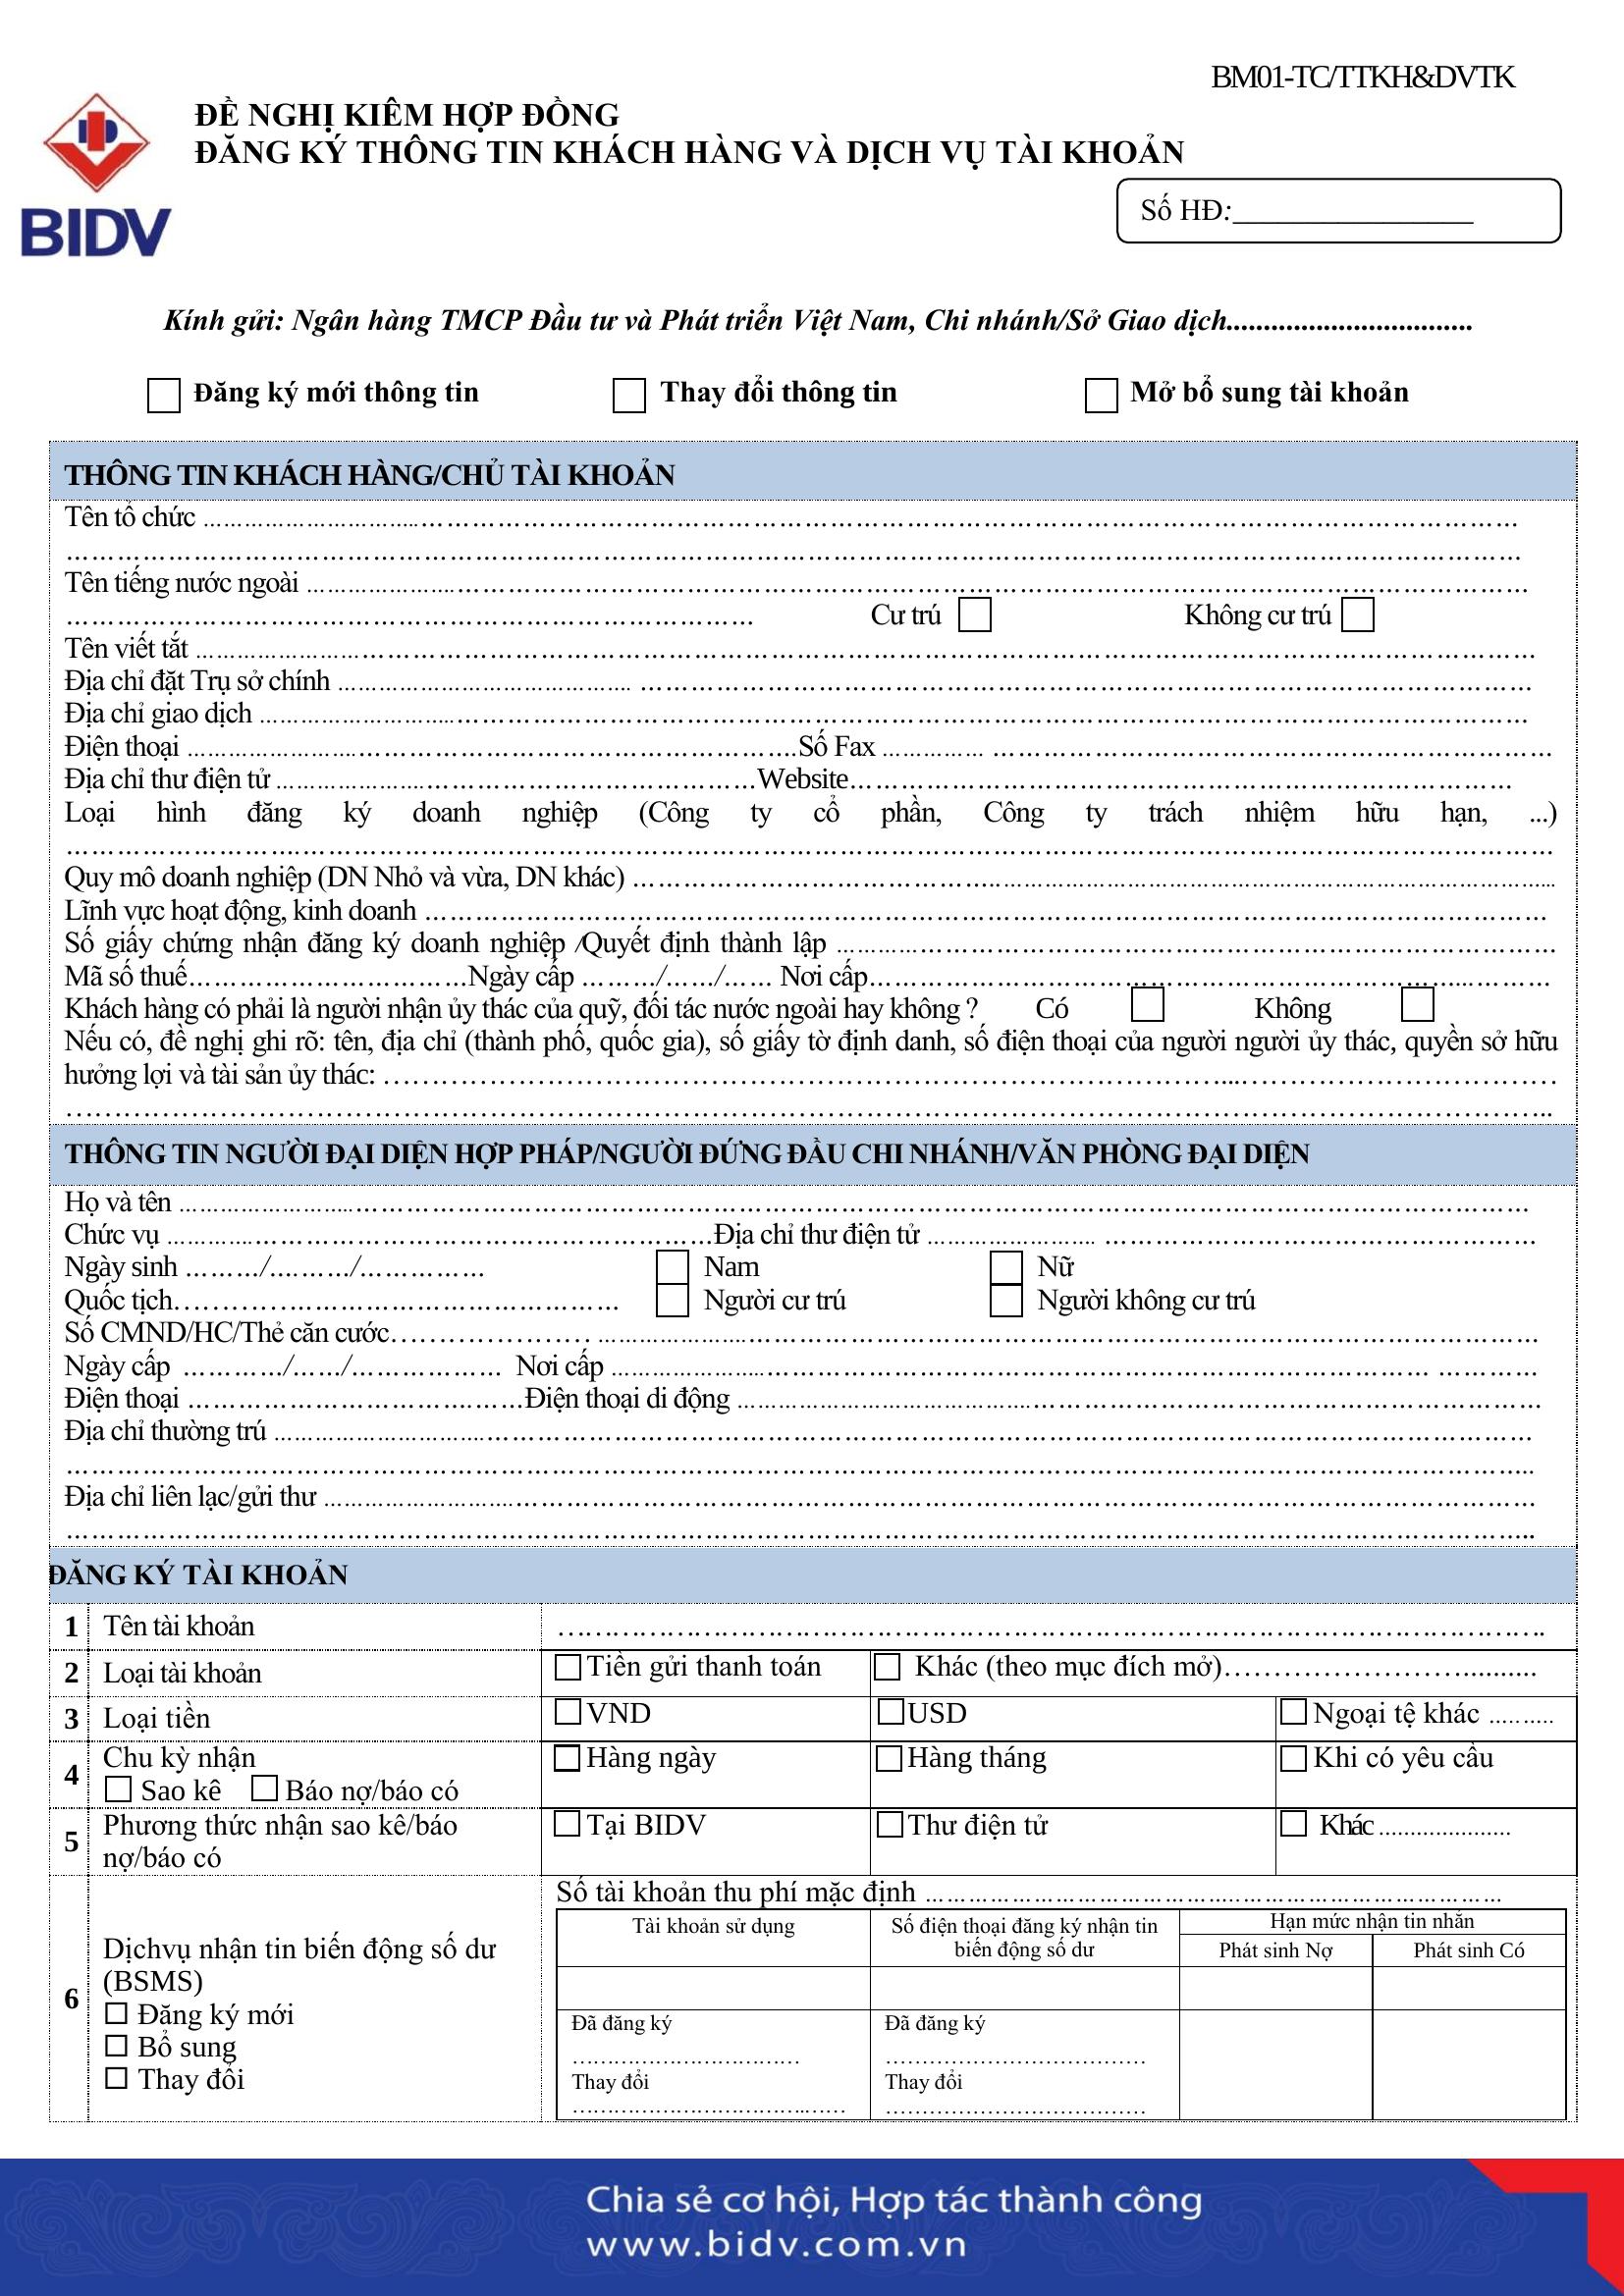 BM01-TC/TTKH&DVTK
ĐỀ NGHỊ KIÊM HỢP ĐỒNG
ĐĂNG KÝ THÔNG TIN KHÁCH HÀNG VÀ DỊCH VỤ TÀI KHOẢN
BIDV
Số HĐ:________________
Kính gửi: Ngân hàng TMCP Đầu tư và Phát triển Việt Nam, Chi nhánh/Sở Giao dịch.................................
Đăng ký mới thông tin Thay đổi thông tin Mở bổ sung tài khoản
THÔNG TIN KHÁCH HÀNG/CHỦ TÀI KHOẢN
Tên tổ chức ……………………………………………………
……………………………………………………
Tên tiếng nước ngoài ……………………………………………………
…………………………………… Cư trú Không cư trú
Tên viết tắt ……………………………………………………
Địa chỉ đặt Trụ sở chính ……………………………………………………
Địa chỉ giao dịch ……………………………………………………
Điện thoại ……………………………Số Fax ……………………………
Địa chỉ thư điện tử ……………………………Website……………………………
Loại hình đăng ký doanh nghiệp (Công ty cổ phần, Công ty trách nhiệm hữu hạn, ...)
……………………………………………………
Quy mô doanh nghiệp (DN Nhỏ và vừa, DN khác) ……………………………………
Lĩnh vực hoạt động, kinh doanh ……………………………………………………
Số giấy chứng nhận đăng ký doanh nghiệp /Quyết định thành lập ……………………………
Mã số thuế……………………Ngày cấp ……/……/…… Nơi cấp……………………………
Khách hàng có phải là người nhận ủy thác của quỹ, đối tác nước ngoài hay không ? Có Không
Nếu có, đề nghị ghi rõ: tên, địa chỉ (thành phố, quốc gia), số giấy tờ định danh, số điện thoại của người người ủy thác, quyền sở hữu
hưởng lợi và tài sản ủy thác: ……………………………………………………
……………………………………………………
THÔNG TIN NGƯỜI ĐẠI DIỆN HỢP PHÁP/NGƯỜI ĐỨNG ĐẦU CHI NHÁNH/VĂN PHÒNG ĐẠI DIỆN
Họ và tên ……………………………………………………
Chức vụ ……………………………Địa chỉ thư điện tử ……………………………
Ngày sinh ………/………/………… Nam Nữ
Quốc tịch…………………………………… Người cư trú Người không cư trú
Số CMND/HC/Thẻ căn cước……………………………………………………
Ngày cấp …………/……/……………… Nơi cấp ……………………………………
Điện thoại ……………………………Điện thoại di động ……………………………………
Địa chỉ thường trú ……………………………………………………
……………………………………………………
Địa chỉ liên lạc/gửi thư ……………………………………………………
……………………………………………………
ĐĂNG KÝ TÀI KHOẢN
1 Tên tài khoản ……………………………………………………
2 Loại tài khoản Tiền gửi thanh toán Khác (theo mục đích mở)……………………..........
3 Loại tiền VND USD Ngoại tệ khác .........
4 Chu kỳ nhận Hàng ngày Hàng tháng Khi có yêu cầu
Sao kê Báo nợ/báo có
5 Phương thức nhận sao kê/báo Tại BIDV Thư điện tử Khác .....................
nợ/báo có
Số tài khoản thu phí mặc định ……………………………………………………
Tài khoản sử dụng Số điện thoại đăng ký nhận tin Hạn mức nhận tin nhắn
biến động số dư Phát sinh Nợ Phát sinh Có
6 Dịchvụ nhận tin biến động số dư
(BSMS)
Đăng ký mới
Bổ sung
Thay đổi
Đã đăng ký Đã đăng ký
…………………………… ……………………………
Thay đổi Thay đổi
…………………………… ……………………………
Chia sẻ cơ hội, Hợp tác thành công
www.bidv.com.vn